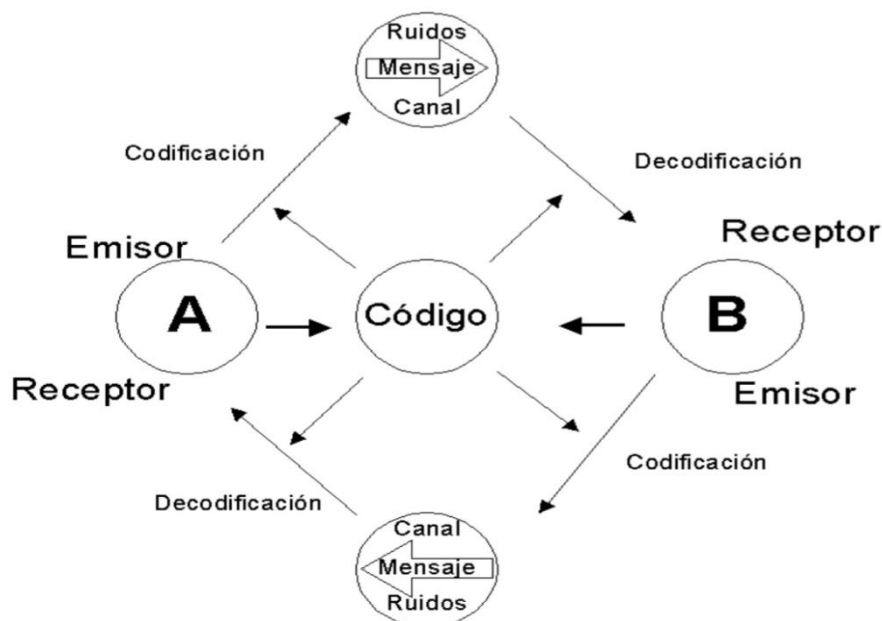 Ruidos
Mensaje
Canal
Codificación
Decodificación
Emisor
Receptor
A
Código
B
Receptor
Emisor
Codificación
Decodificación
Canal
Mensaje
Ruidos